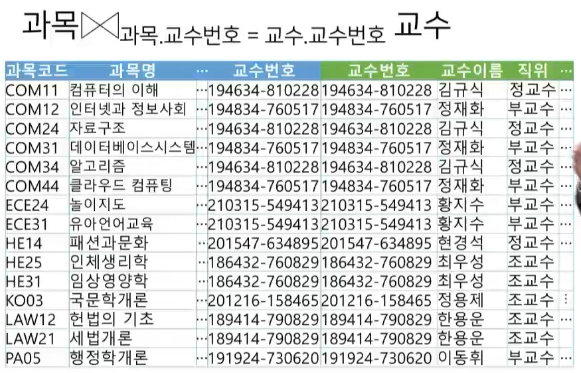 과목⋈과목.교수번호 = 교수.교수번호 교수
과목코드 과목명 ··· 교수번호 교수번호 교수이름 직위 ···
COM11 컴퓨터의 이해 ··· 194634-810228 194634-810228 김규식 정교수 ···
COM12 인터넷과 정보사회 ··· 194834-760517 194834-760517 정재화 부교수 ···
COM24 자료구조 ··· 194634-810228 194634-810228 김규식 정교수 ···
COM31 데이터베이스시스템 ··· 194834-760517 194834-760517 정재화 부교수 ···
COM34 알고리즘 ··· 194634-810228 194634-810228 김규식 정교수 ···
COM44 클라우드 컴퓨팅 ··· 194834-760517 194834-760517 정재화 부교수 ···
ECE24 놀이지도 ··· 210315-549413 210315-549413 황지수 부교수 ···
ECE31 유아언어교육 ··· 210315-549413 210315-549413 황지수 부교수 ···
HE14 패션과문화 ··· 201547-634895 201547-634895 현경석 정교수 ···
HE25 인체생리학 ··· 186432-760829 186432-760829 최우성 조교수
HE31 임상영양학 ··· 186432-760829 186432-760829 최우성 조교수
KO03 국문학개론 ··· 201216-158465 201216-158465 정용제 조교수 ⋮
LAW12 헌법의 기초 ··· 189414-790829 189414-790829 한용운 조교수
LAW21 세법개론 ··· 189414-790829 189414-790829 한용운 조교수
PA05 행정학개론 ··· 191924-730620 191924-730620 이동휘 부교수 ···